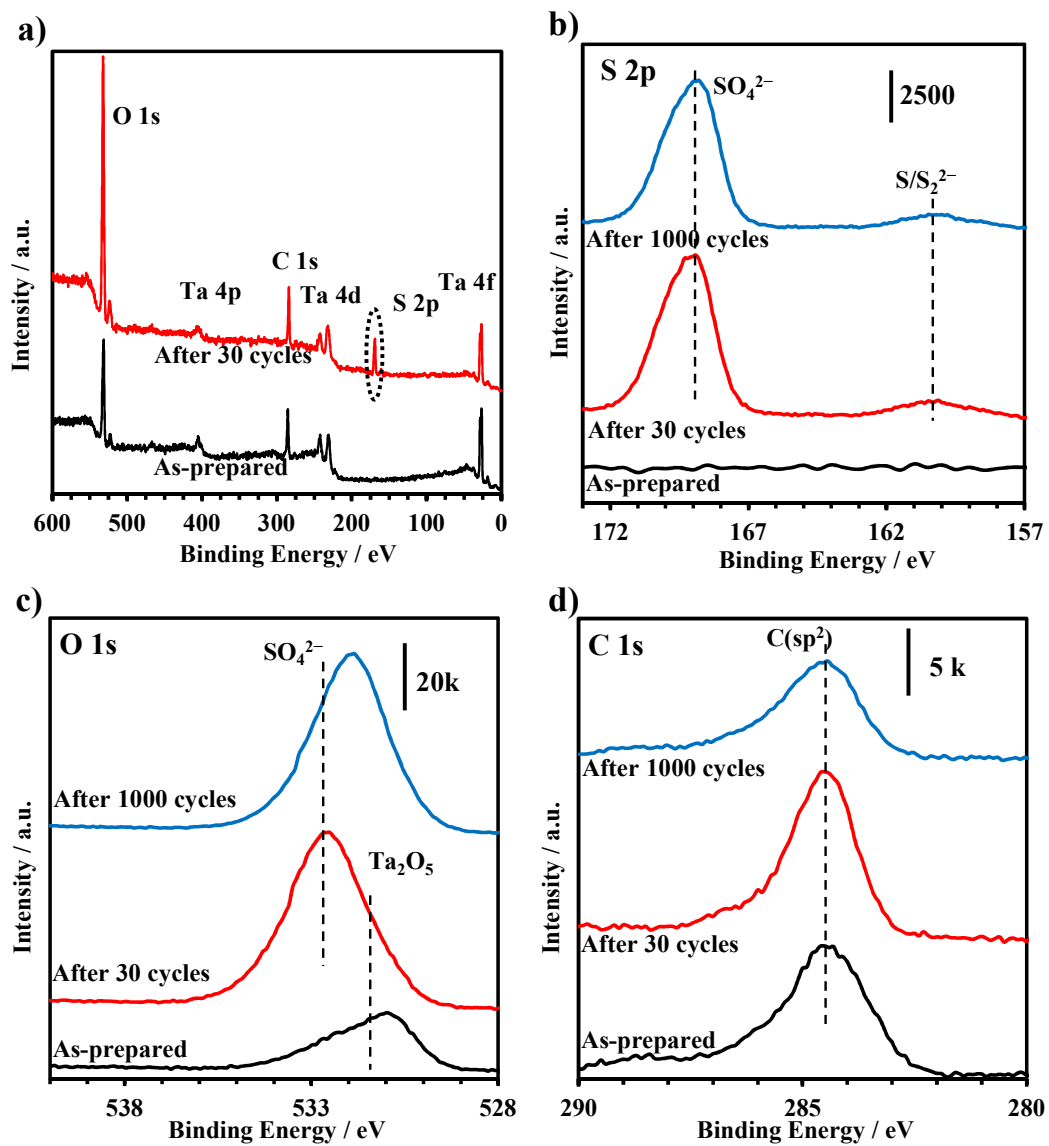 a)
O 1s
Ta 4p
C 1s
Ta 4d
S 2p
Ta 4f
After 30 cycles
As-prepared
Intensity / a.u.
600 500 400 300 200 100 0
Binding Energy / eV
b)
S 2p
SO₄²⁻
2500
S/S₂²⁻
After 1000 cycles
After 30 cycles
As-prepared
Intensity / a.u.
172 167 162 157
Binding Energy / eV
c)
O 1s
SO₄²⁻
20k
After 1000 cycles
Ta₂O₅
After 30 cycles
As-prepared
Intensity / a.u.
538 533 528
Binding Energy / eV
d)
C 1s
C(sp²)
5 k
After 1000 cycles
After 30 cycles
As-prepared
Intensity / a.u.
290 285 280
Binding Energy / eV